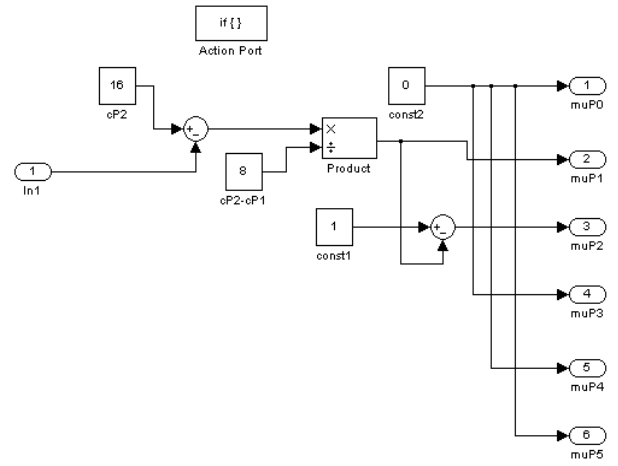 if { }
Action Port
16
cP2
0
const2
1
muP0
+
−
×
÷
Product
2
muP1
1
In1
8
cP2-cP1
1
const1
+
−
3
muP2
4
muP3
5
muP4
6
muP5